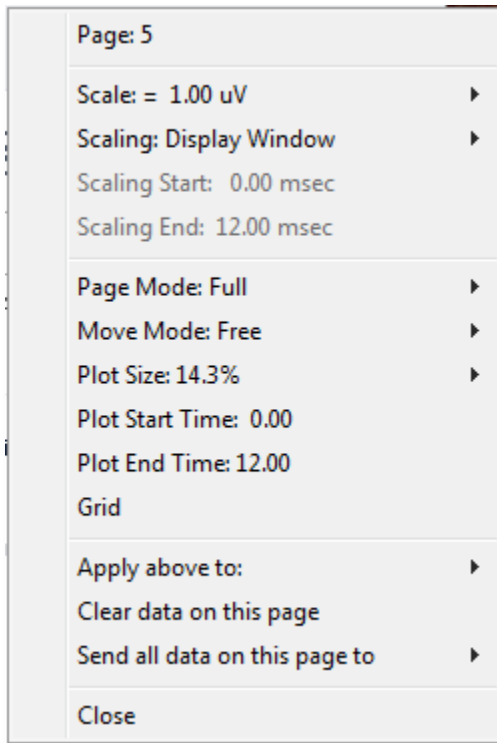 Page: 5
Scale: = 1.00 uV
Scaling: Display Window
Scaling Start: 0.00 msec
Scaling End: 12.00 msec
Page Mode: Full
Move Mode: Free
Plot Size: 14.3%
Plot Start Time: 0.00
Plot End Time: 12.00
Grid
Apply above to:
Clear data on this page
Send all data on this page to
Close